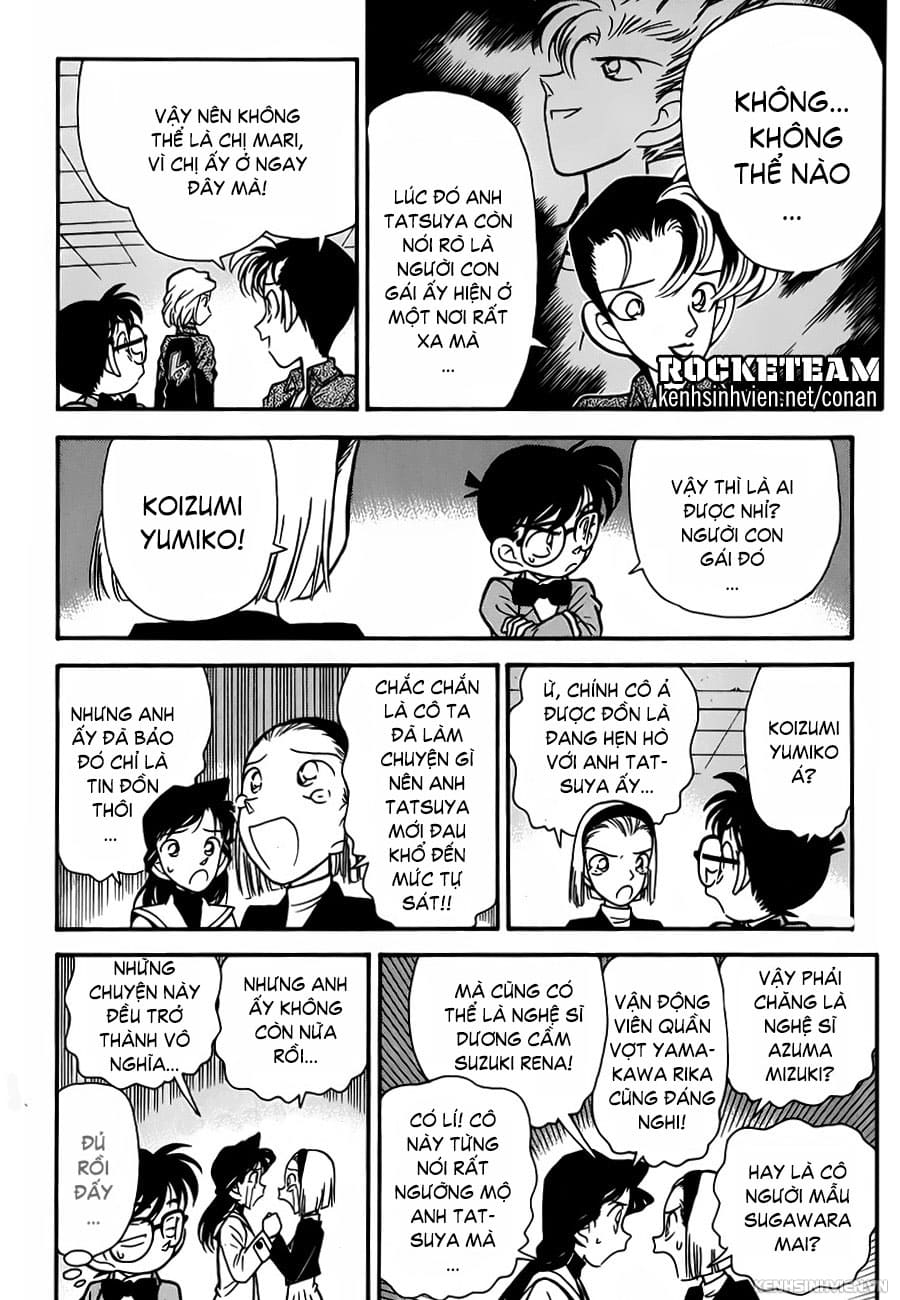 KHÔNG...
KHÔNG
THỂ NÀO
...
LÚC ĐÓ ANH
TATSUYA CÒN
NÓI RÕ LÀ
NGƯỜI CON
GÁI ẤY HIỆN Ở
MỘT NƠI RẤT
XA MÀ
...
ROCKETEAM
kenhsinhvien.net/conan
VẬY NÊN KHÔNG
THỂ LÀ CHỊ MARI,
VÌ CHỊ ẤY Ở NGAY
ĐÂY MÀ!
VẬY THÌ LÀ AI
ĐƯỢC NHỈ?
NGƯỜI CON
GÁI ĐÓ
...
KOIZUMI
YUMIKO!
KOIZUMI
YUMIKO
Á?
Ừ, CHÍNH CÔ Ả
ĐƯỢC ĐỒN LÀ
ĐANG HẸN HÒ
VỚI ANH TAT-
SUYA ẤY...
CHẮC CHẮN
LÀ CÔ TA
ĐÃ LÀM
CHUYỆN GÌ
NÊN ANH
TATSUYA
MỚI ĐAU
KHỔ ĐẾN
MỨC TỰ
SÁT!!
NHƯNG ANH
ẤY ĐÃ BẢO
ĐÓ CHỈ LÀ
TIN ĐỒN
THÔI
...
VẬY PHẢI
CHĂNG LÀ
NGHỆ SĨ
AZUMA
MIZUKI?
HAY LÀ CÔ
NGƯỜI MẪU
SUGAWARA
MAI?
VẬN ĐỘNG
VIÊN QUẦN
VỢT YAMA-
KAWA RIKA
CŨNG ĐÁNG
NGHI!
MÀ CŨNG CÓ
THỂ LÀ NGHỆ SĨ
DƯƠNG CẦM
SUZUKI RENA!
CÓ LÍ! CÔ
NÀY TỪNG
NÓI RẤT
NGƯỠNG MỘ
ANH TAT-
SUYA MÀ
...
NHƯNG ANH
ẤY KHÔNG
CÒN NỮA
RỒI...
NHỮNG
CHUYỆN NÀY
ĐỀU TRỞ
THÀNH VÔ
NGHĨA...
ĐỦ
RỒI
ĐẤY
...
KENHSINHVIEN.VN